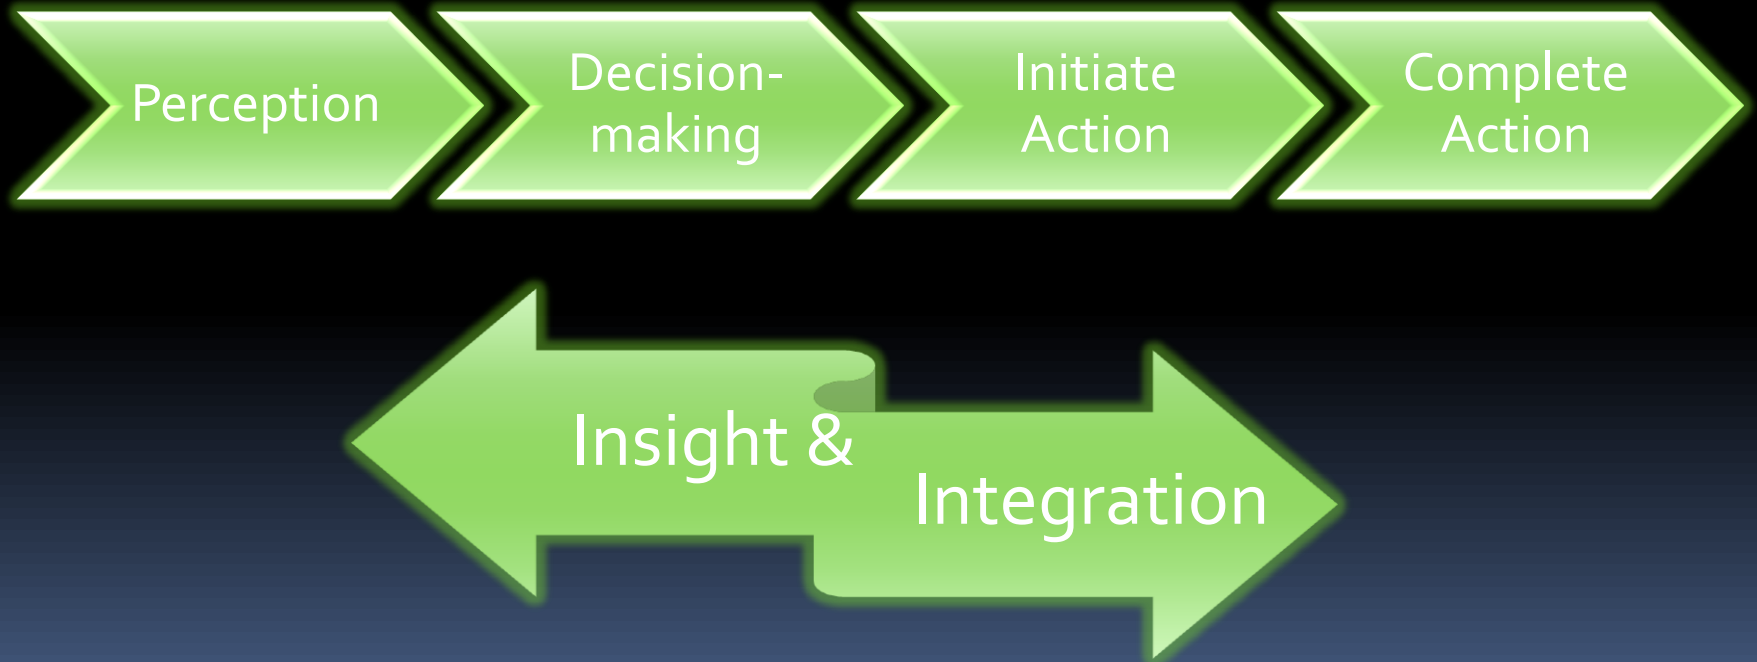 Perception
Decision-
making
Initiate
Action
Complete
Action
Insight &
Integration